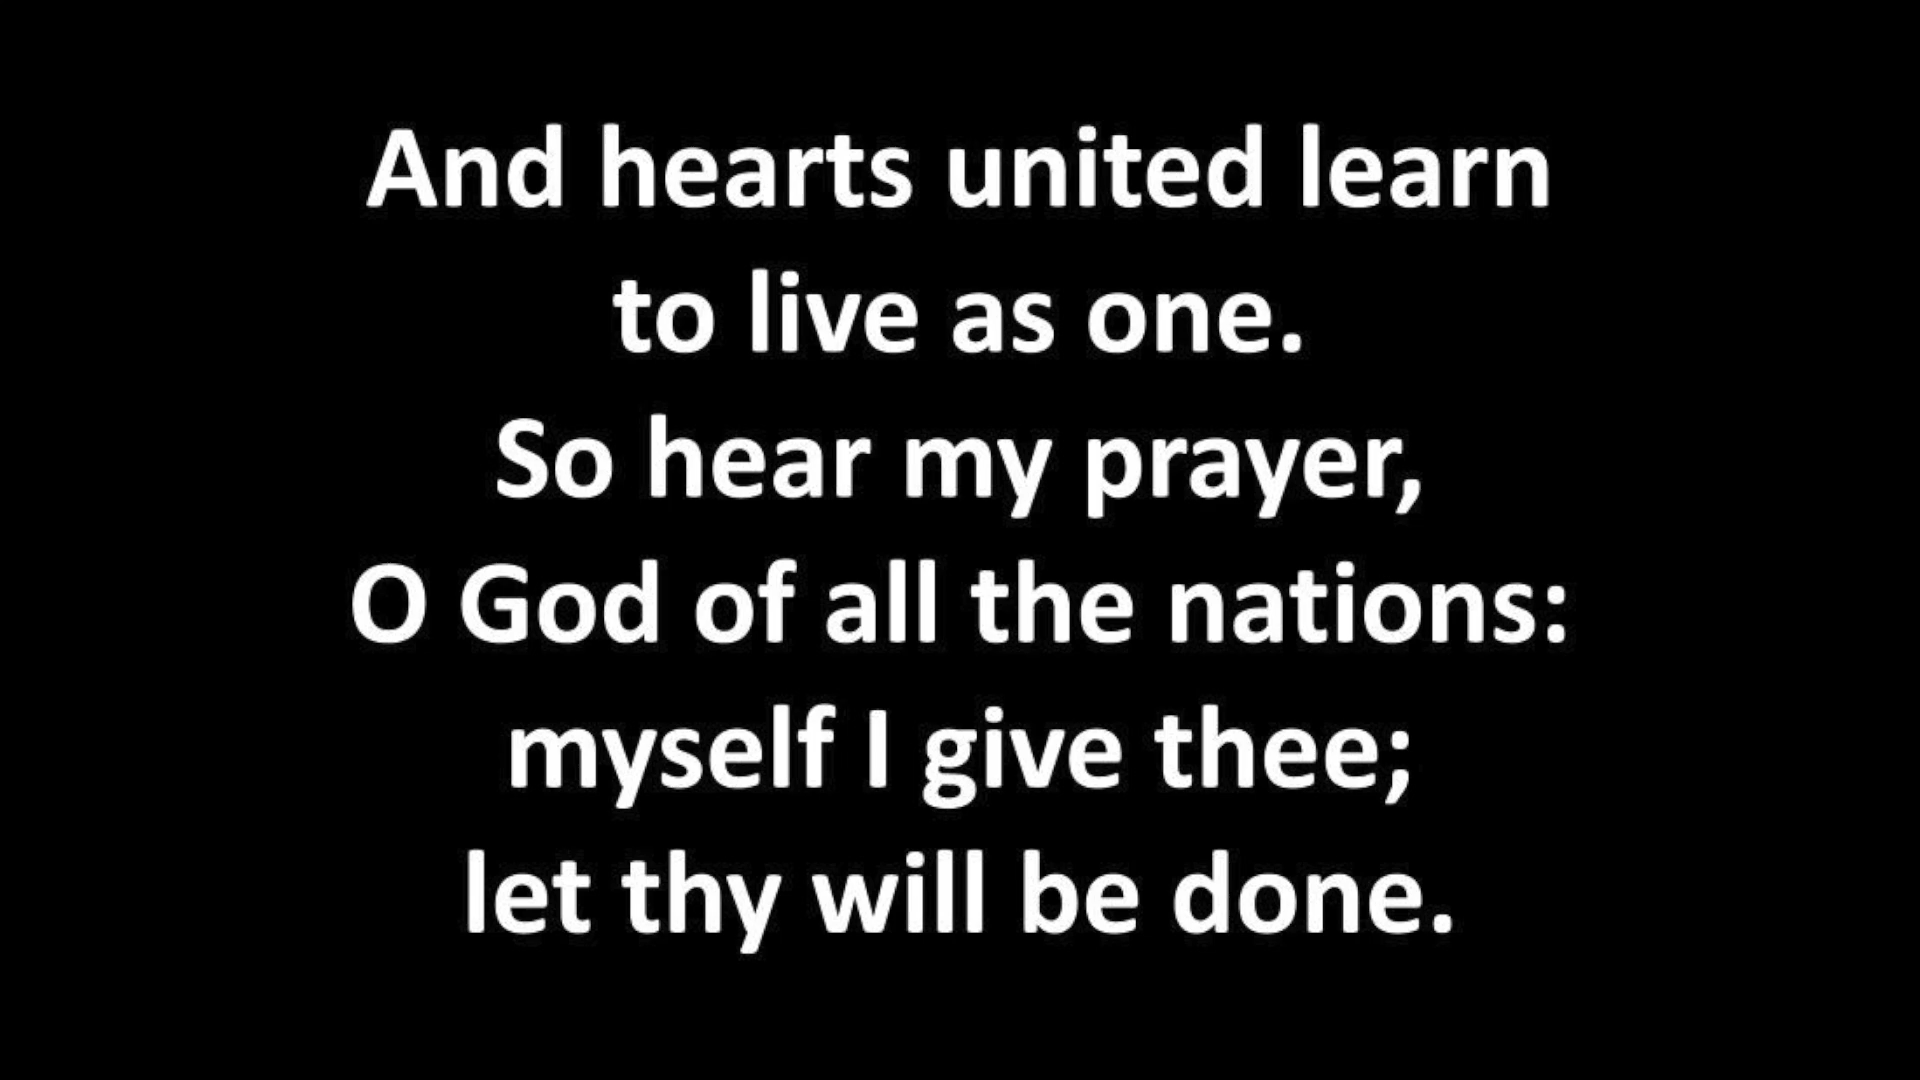 And hearts united learn
to live as one.
So hear my prayer,
O God of all the nations:
myself I give thee;
let thy will be done.